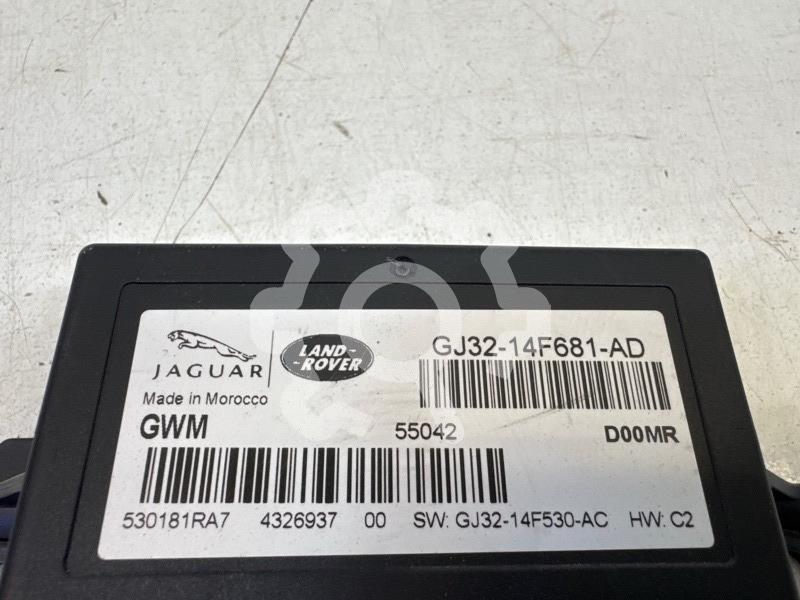 JAGUAR
LAND-
-ROVER
GJ32-14F681-AD
Made in Morocco
GWM 55042 D00MR
530181RA7 4326937 00 SW: GJ32-14F530-AC HW: C2